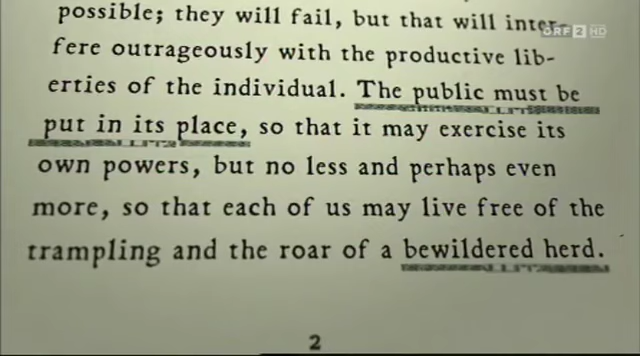 possible; they will fail, but that will inter-
fere outrageously with the productive lib-
erties of the individual. The public must be
put in its place, so that it may exercise its
own powers, but no less and perhaps even
more, so that each of us may live free of the
trampling and the roar of a bewildered herd.
2
ORF 2 HD